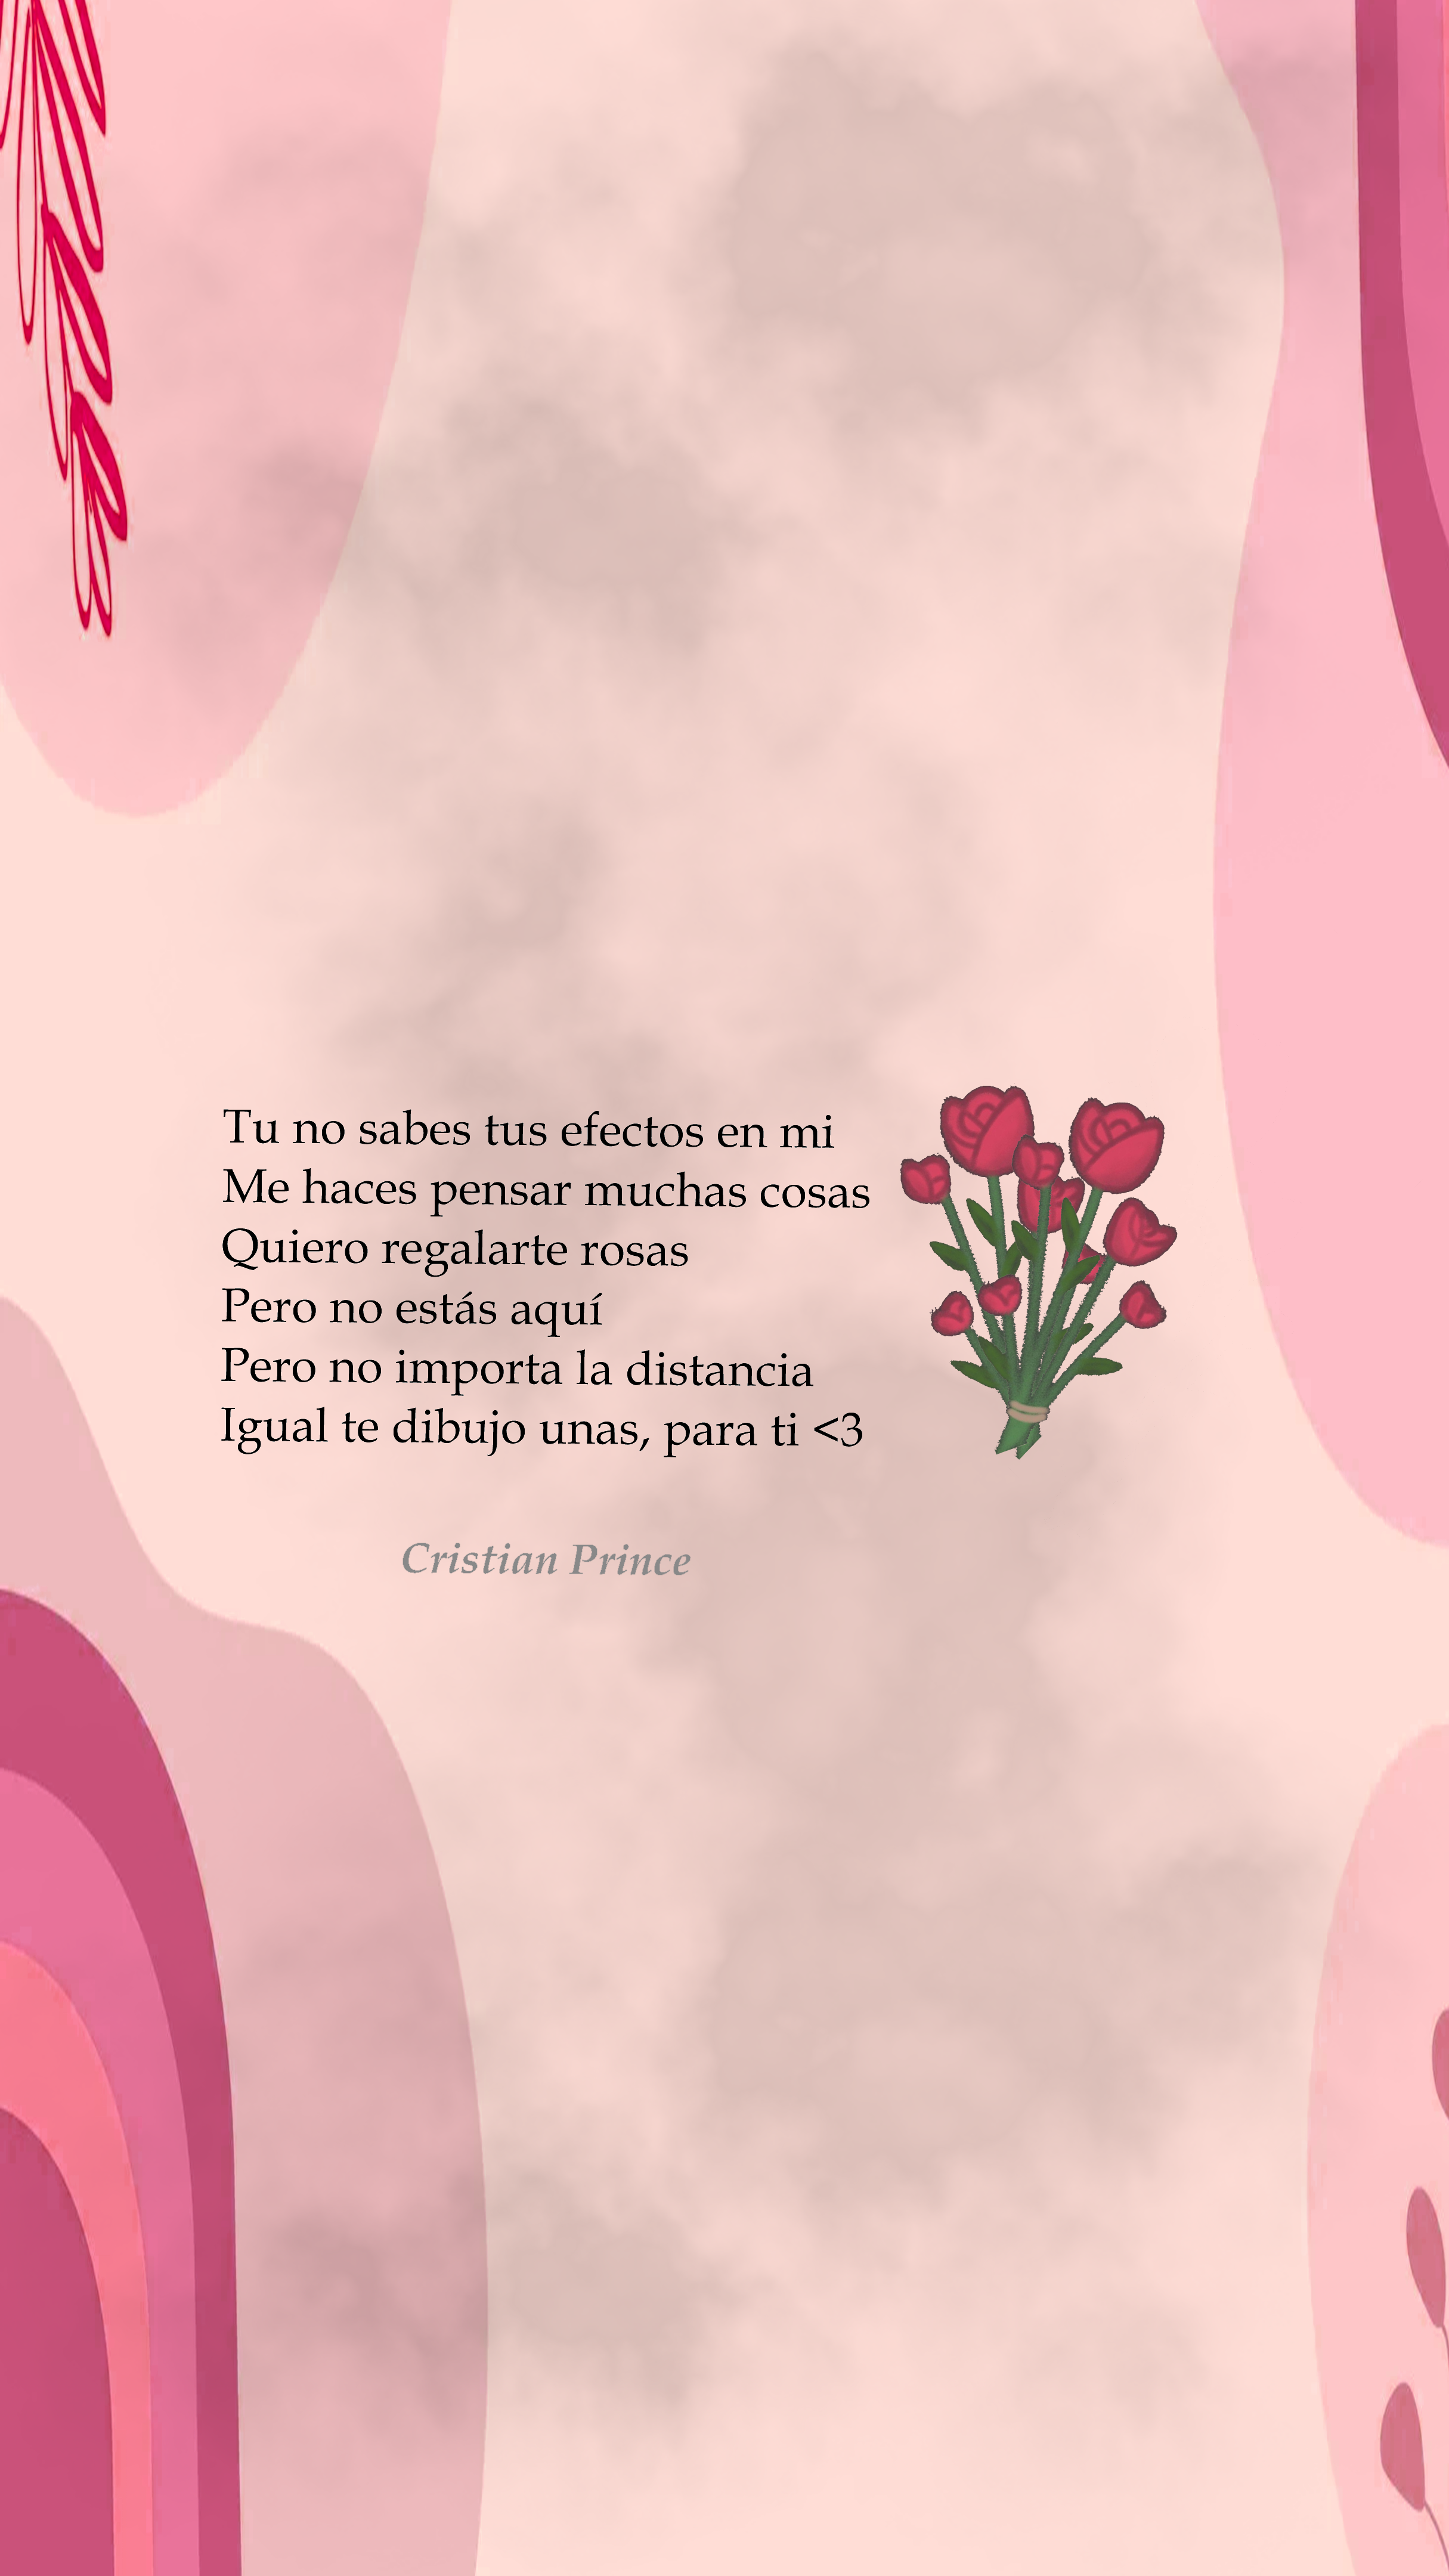 Tu no sabes tus efectos en mi
Me haces pensar muchas cosas
Quiero regalarte rosas
Pero no estás aquí
Pero no importa la distancia
Igual te dibujo unas, para ti <3
Cristian Prince